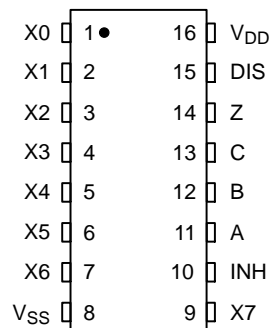 X0 1 16 VDD
X1 2 15 DIS
X2 3 14 Z
X3 4 13 C
X4 5 12 B
X5 6 11 A
X6 7 10 INH
VSS 8 9 X7